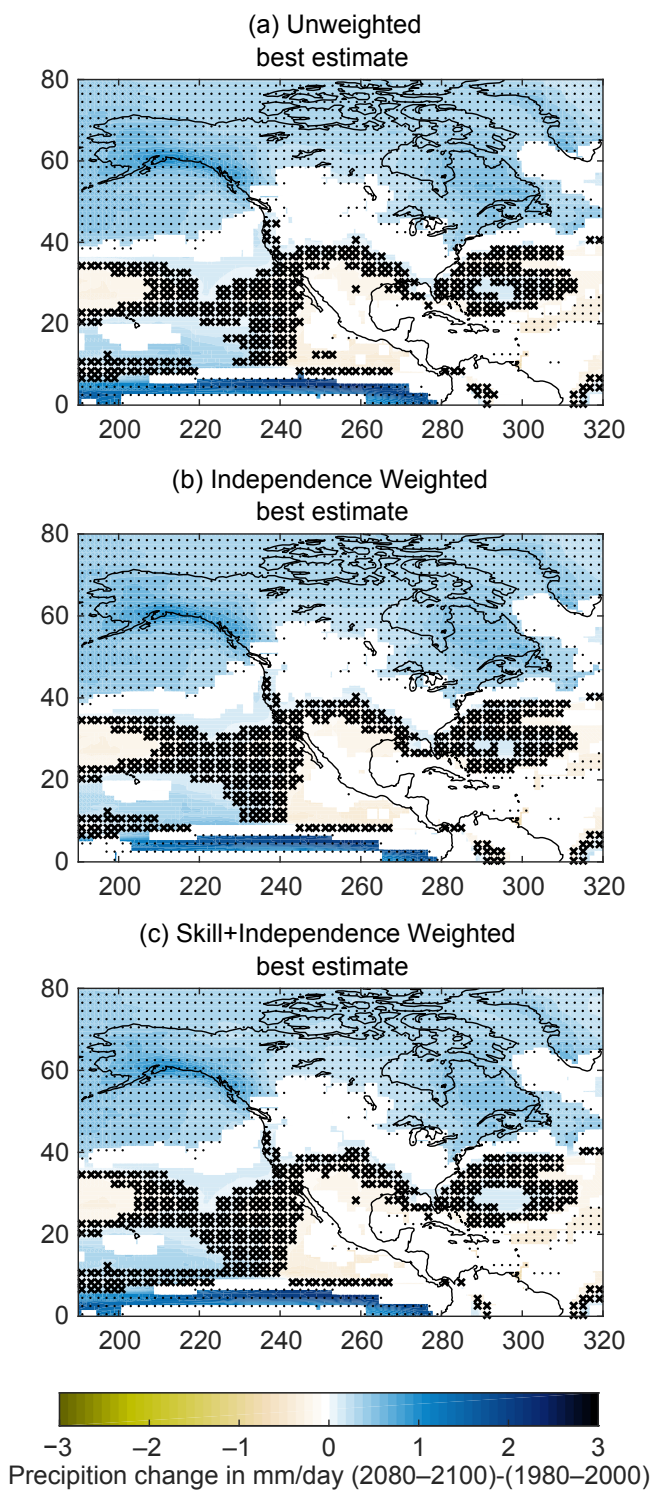 (a) Unweighted
best estimate
80
60
40
20
0
200 220 240 260 280 300 320
(b) Independence Weighted
best estimate
80
60
40
20
0
200 220 240 260 280 300 320
(c) Skill+Independence Weighted
best estimate
80
60
40
20
0
200 220 240 260 280 300 320
−3 −2 −1 0 1 2 3
Precipition change in mm/day (2080–2100)-(1980–2000)